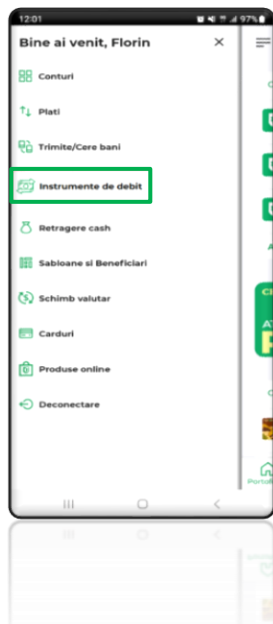 12:01
97%
Bine ai venit, Florin
Conturi
Plati
Trimite/Cere bani
Instrumente de debit
Retragere cash
Sabloane si Beneficiari
Schimb valutar
Carduri
Produse online
Deconectare